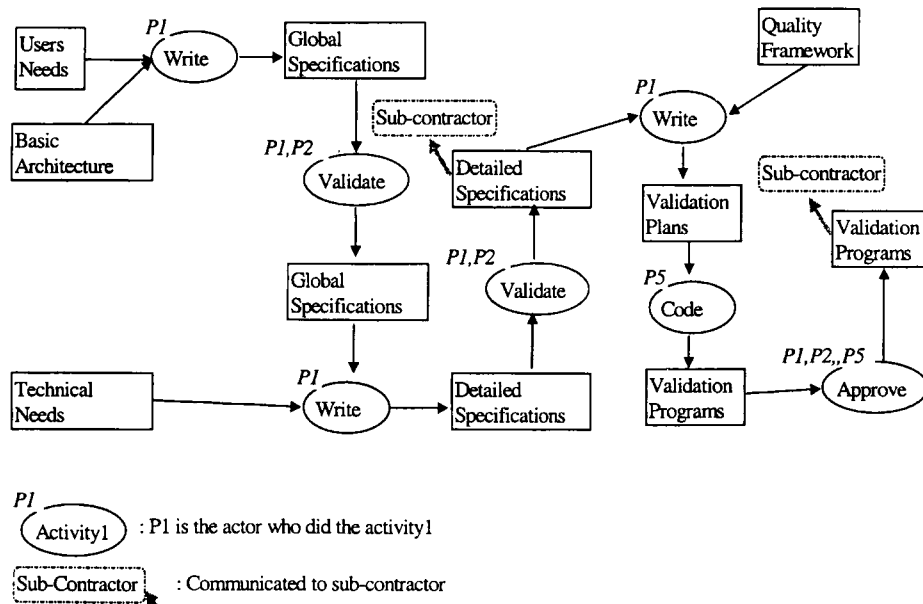 P1
Users
Needs
Write
Global
Specifications
Quality
Framework
P1
Sub-contractor
Write
Basic
Architecture
P1,P2
Validate
Detailed
Specifications
Sub-contractor
Validation
Plans
Validation
Programs
P1,P2
Global
Specifications
Validate
P5
Code
P1
P1,P2,,P5
Technical
Needs
Write
Detailed
Specifications
Validation
Programs
Approve
P1
Activity1
: P1 is the actor who did the activity1
Sub-Contractor
: Communicated to sub-contractor